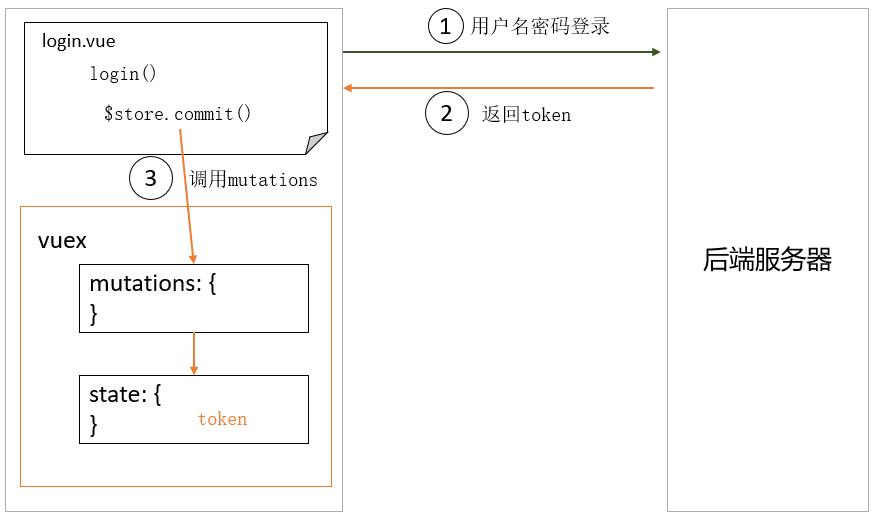 login.vue
login()
$store.commit()
1 用户名密码登录
2 返回token
3 调用mutations
vuex
mutations: {
}
state: {
token
}
后端服务器